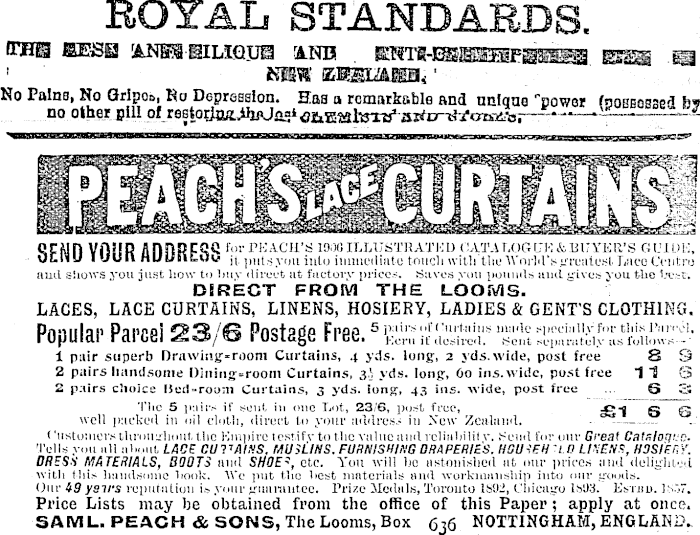 ROYAL STANDARDS.
THE BEST ANTI-BILIOUS AND
NEW ZEALAND.
No Pains, No Gripes, No Depression. Has a remarkable and unique power (possessed by
no other pill of restoring the lost
CHEMISTS AND STORES.
PEACH'S LACE CURTAINS
SEND YOUR ADDRESS for PEACH'S 1906 ILLUSTRATED CATALOGUE & BUYER'S GUIDE,
it puts you into immediate touch with the World's greatest Lace Centre
and shows you just how to buy direct at factory prices. Saves you pounds and gives you the best.
DIRECT FROM THE LOOMS.
LACES, LACE CURTAINS, LINENS, HOSIERY, LADIES & GENT'S CLOTHING.
Popular Parcel 23/6 Postage Free. 5 pairs of Curtains made specially for this Parcel.
Ecru if desired. Sent separately as follows—
1 pair superb Drawing-room Curtains, 4 yds. long, 2 yds. wide, post free 8 9
2 pairs handsome Dining-room Curtains, 3½ yds. long, 60 ins. wide, post free 11 6
2 pairs choice Bed-room Curtains, 3 yds. long, 43 ins. wide, post free ... 6 3
The 5 pairs if sent in one Lot, 23/6, post free,
well packed in oil cloth, direct to your address in New Zealand.
£1 6 6
Customers throughout the Empire testify to the value and reliability. Send for our Great Catalogue.
Tells you all about LACE CURTAINS, MUSLINS, FURNISHING DRAPERIES, HOUSEHOLD LINENS, HOSIERY,
DRESS MATERIALS, BOOTS and SHOES, etc. You will be astonished at our prices and delighted
with this handsome book. We put the best materials and workmanship into our goods.
Our 49 years reputation is your guarantee. Prize Medals, Toronto 1892, Chicago 1893. ESTBD. 1857.
Price Lists may be obtained from the office of this Paper; apply at once.
SAML. PEACH & SONS, The Looms, Box 636 NOTTINGHAM, ENGLAND.